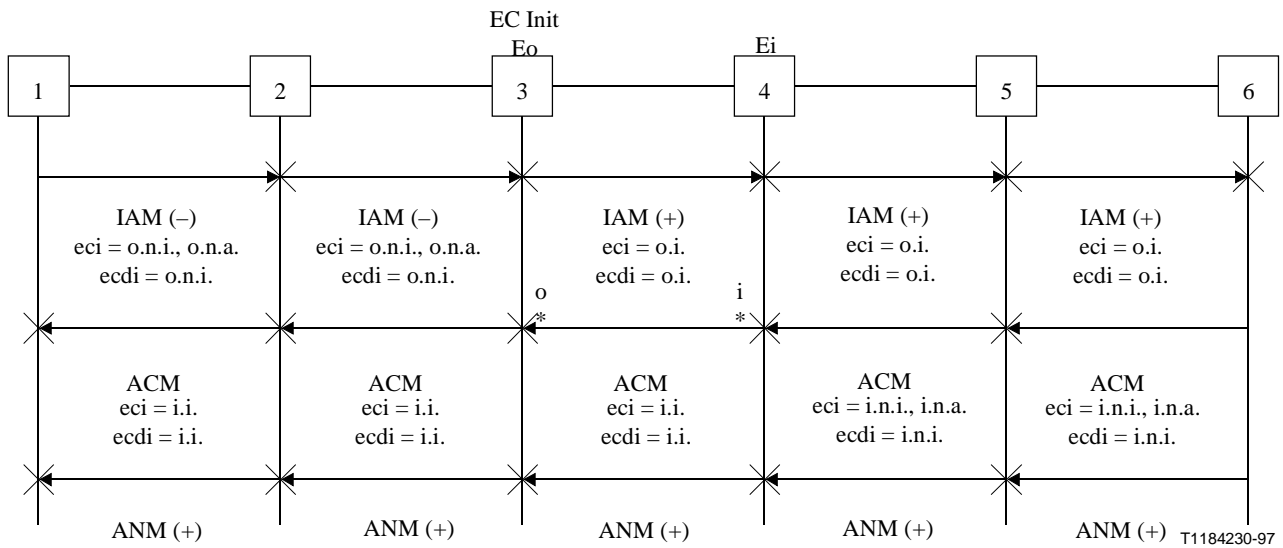 EC Init
Eo
Ei
1
2
3
4
5
6
IAM (–)
eci = o.n.i., o.n.a.
ecdi = o.n.i.
IAM (–)
eci = o.n.i., o.n.a.
ecdi = o.n.i.
IAM (+)
eci = o.i.
ecdi = o.i.
IAM (+)
eci = o.i.
ecdi = o.i.
IAM (+)
eci = o.i.
ecdi = o.i.
o
*
i
*
ACM
eci = i.i.
ecdi = i.i.
ACM
eci = i.i.
ecdi = i.i.
ACM
eci = i.i.
ecdi = i.i.
ACM
eci = i.n.i., i.n.a.
ecdi = i.n.i.
ACM
eci = i.n.i., i.n.a.
ecdi = i.n.i.
ANM (+)
ANM (+)
ANM (+)
ANM (+)
ANM (+)
T1184230-97